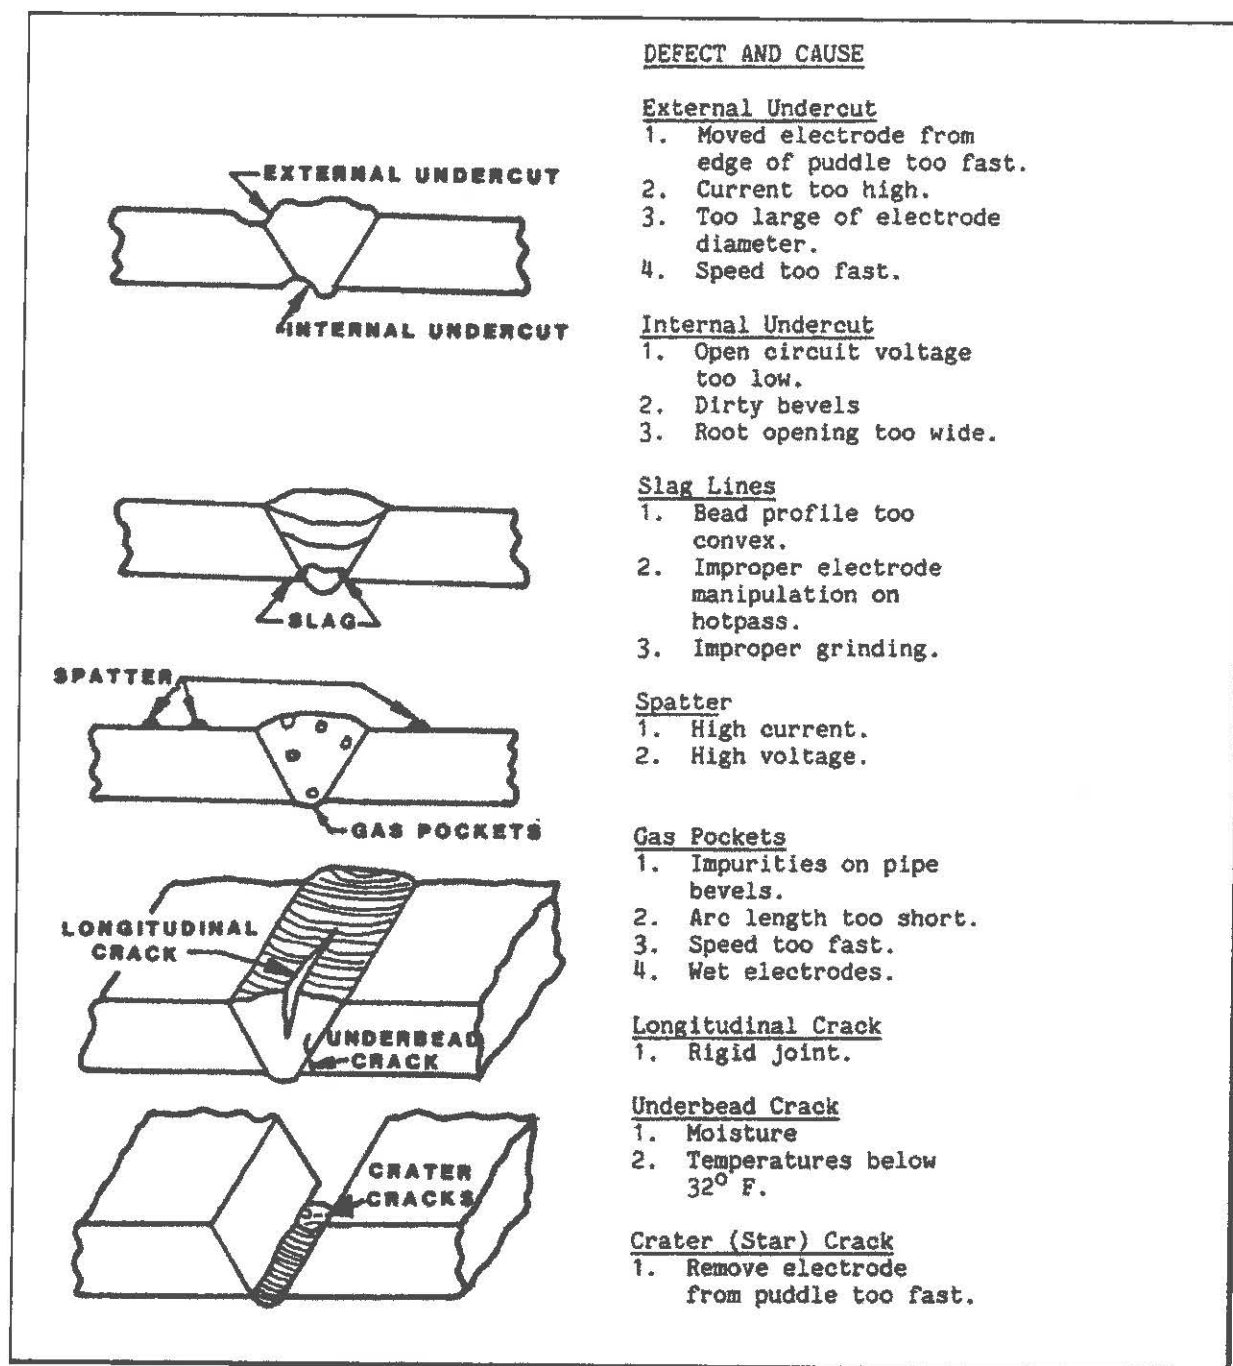 EXTERNAL UNDERCUT
INTERNAL UNDERCUT
SLAG
SPATTER
GAS POCKETS
LONGITUDINAL
CRACK
UNDERBEAD
CRACK
CRATER
CRACKS
DEFECT AND CAUSE
External Undercut
1. Moved electrode from
edge of puddle too fast.
2. Current too high.
3. Too large of electrode
diameter.
4. Speed too fast.
Internal Undercut
1. Open circuit voltage
too low.
2. Dirty bevels
3. Root opening too wide.
Slag Lines
1. Bead profile too
convex.
2. Improper electrode
manipulation on
hotpass.
3. Improper grinding.
Spatter
1. High current.
2. High voltage.
Gas Pockets
1. Impurities on pipe
bevels.
2. Arc length too short.
3. Speed too fast.
4. Wet electrodes.
Longitudinal Crack
1. Rigid joint.
Underbead Crack
1. Moisture
2. Temperatures below
32° F.
Crater (Star) Crack
1. Remove electrode
from puddle too fast.